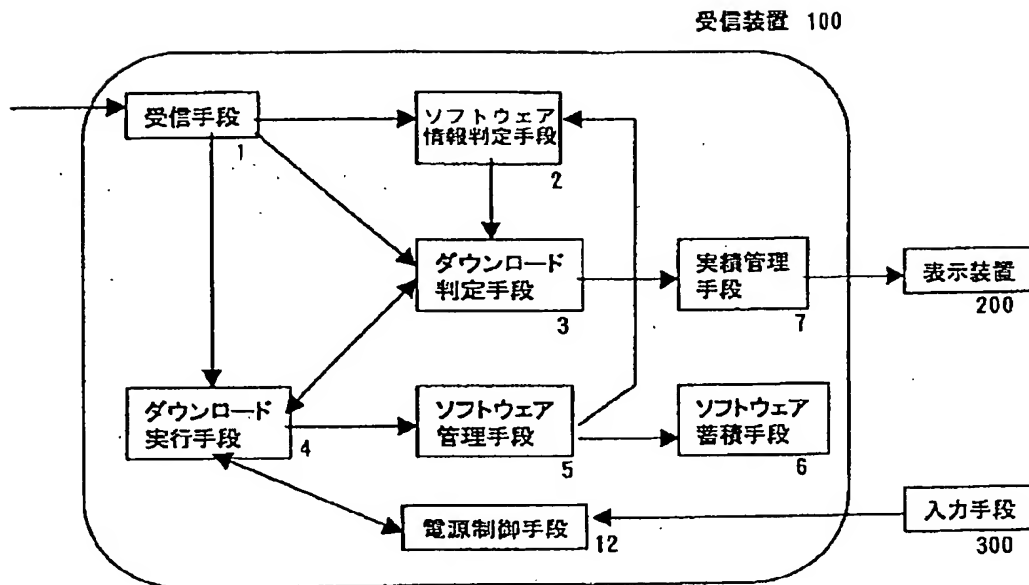 受信装置 100
受信手段
1
ソフトウェア
情報判定手段
2
ダウンロード
判定手段
3
実績管理
手段
7
表示装置
200
ダウンロード
実行手段
4
ソフトウェア
管理手段
5
ソフトウェア
蓄積手段
6
電源制御手段
12
入力手段
300